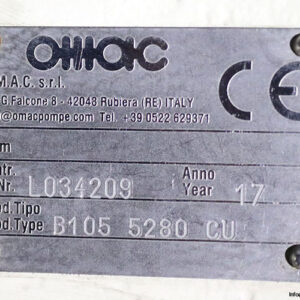 omac
M.A.C. s.r.l.
G.Falcone 8 - 42048 Rubiera (RE) ITALY
@omacpompe.com Tel. +39 0522 629371
CE
m
ntr.
Nr. L034209
Anno
Year 17
od.Tipo
od.Type B105 5280 CU